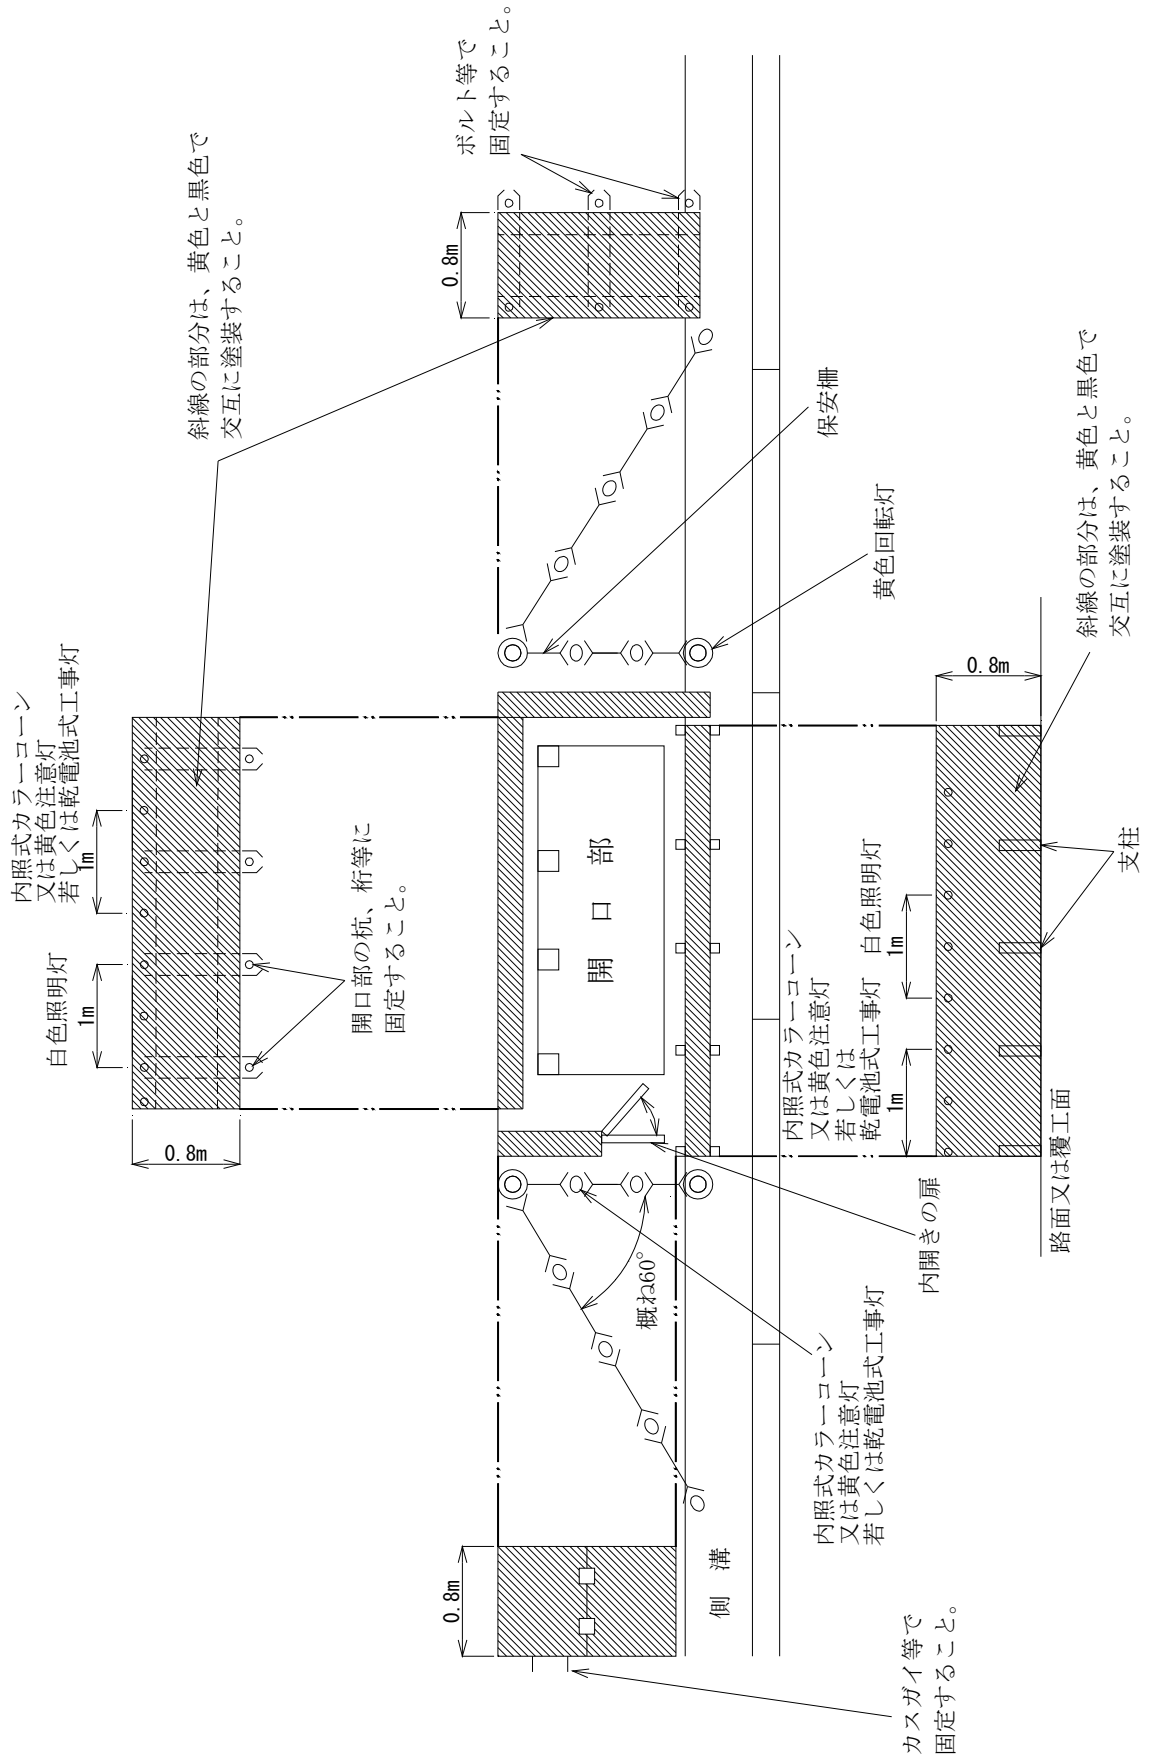 内照式カラーコーン
又は黄色注意灯
若しくは乾電池式工事灯
1m
白色照明灯
1m
0.8m
斜線の部分は、黄色と黒色で
交互に塗装すること。
開口部の杭、桁等に
固定すること。
ボルト等で
固定すること。
0.8m
開口部
保安柵
黄色回転灯
概ね60°
0.8m
側溝
内照式カラーコーン
又は黄色注意灯
若しくは乾電池式工事灯
カスガイ等で
固定すること。
内開きの扉
内照式カラーコーン
又は黄色注意灯
若しくは
乾電池式工事灯
1m
白色照明灯
1m
0.8m
斜線の部分は、黄色と黒色で
交互に塗装すること。
支柱
路面又は覆工面